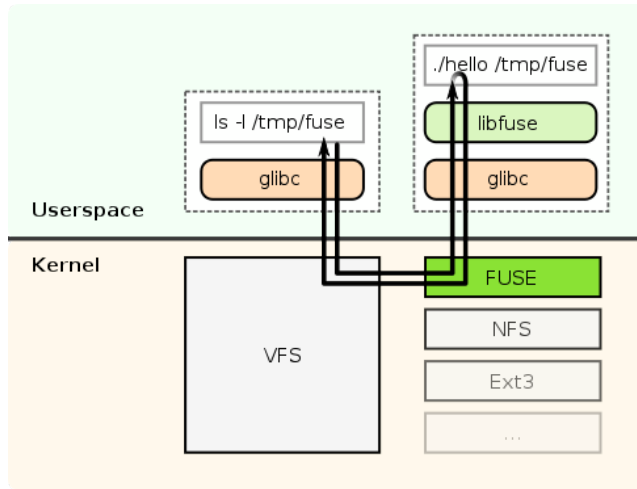 ./hello /tmp/fuse
ls -l /tmp/fuse
libfuse
glibc
glibc
Userspace
Kernel
FUSE
VFS
NFS
Ext3
...